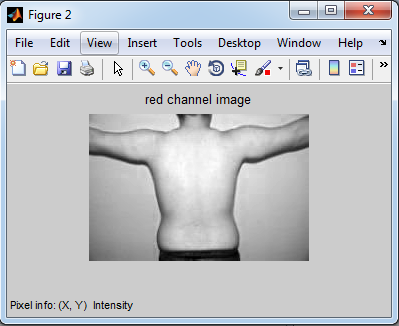 Figure 2
File Edit View Insert Tools Desktop Window Help
red channel image
Pixel info: (X, Y) Intensity